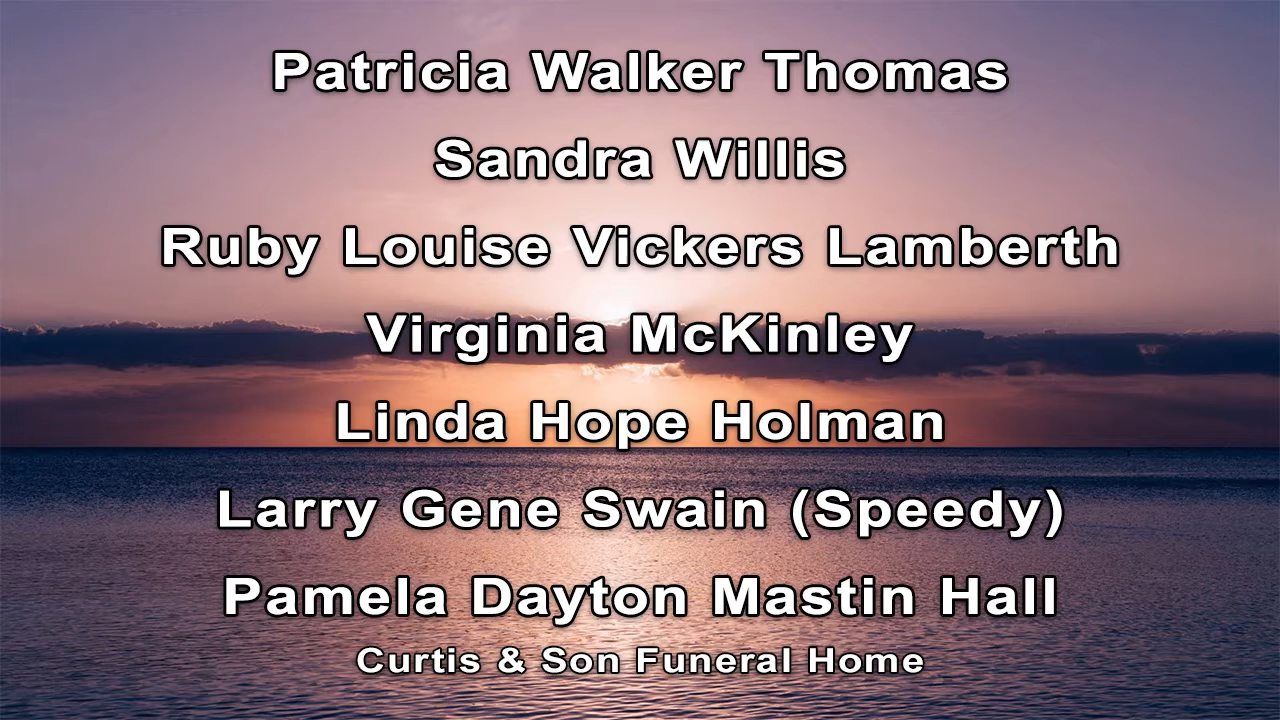 Patricia Walker Thomas
Sandra Willis
Ruby Louise Vickers Lamberth
Virginia McKinley
Linda Hope Holman
Larry Gene Swain (Speedy)
Pamela Dayton Mastin Hall
Curtis & Son Funeral Home